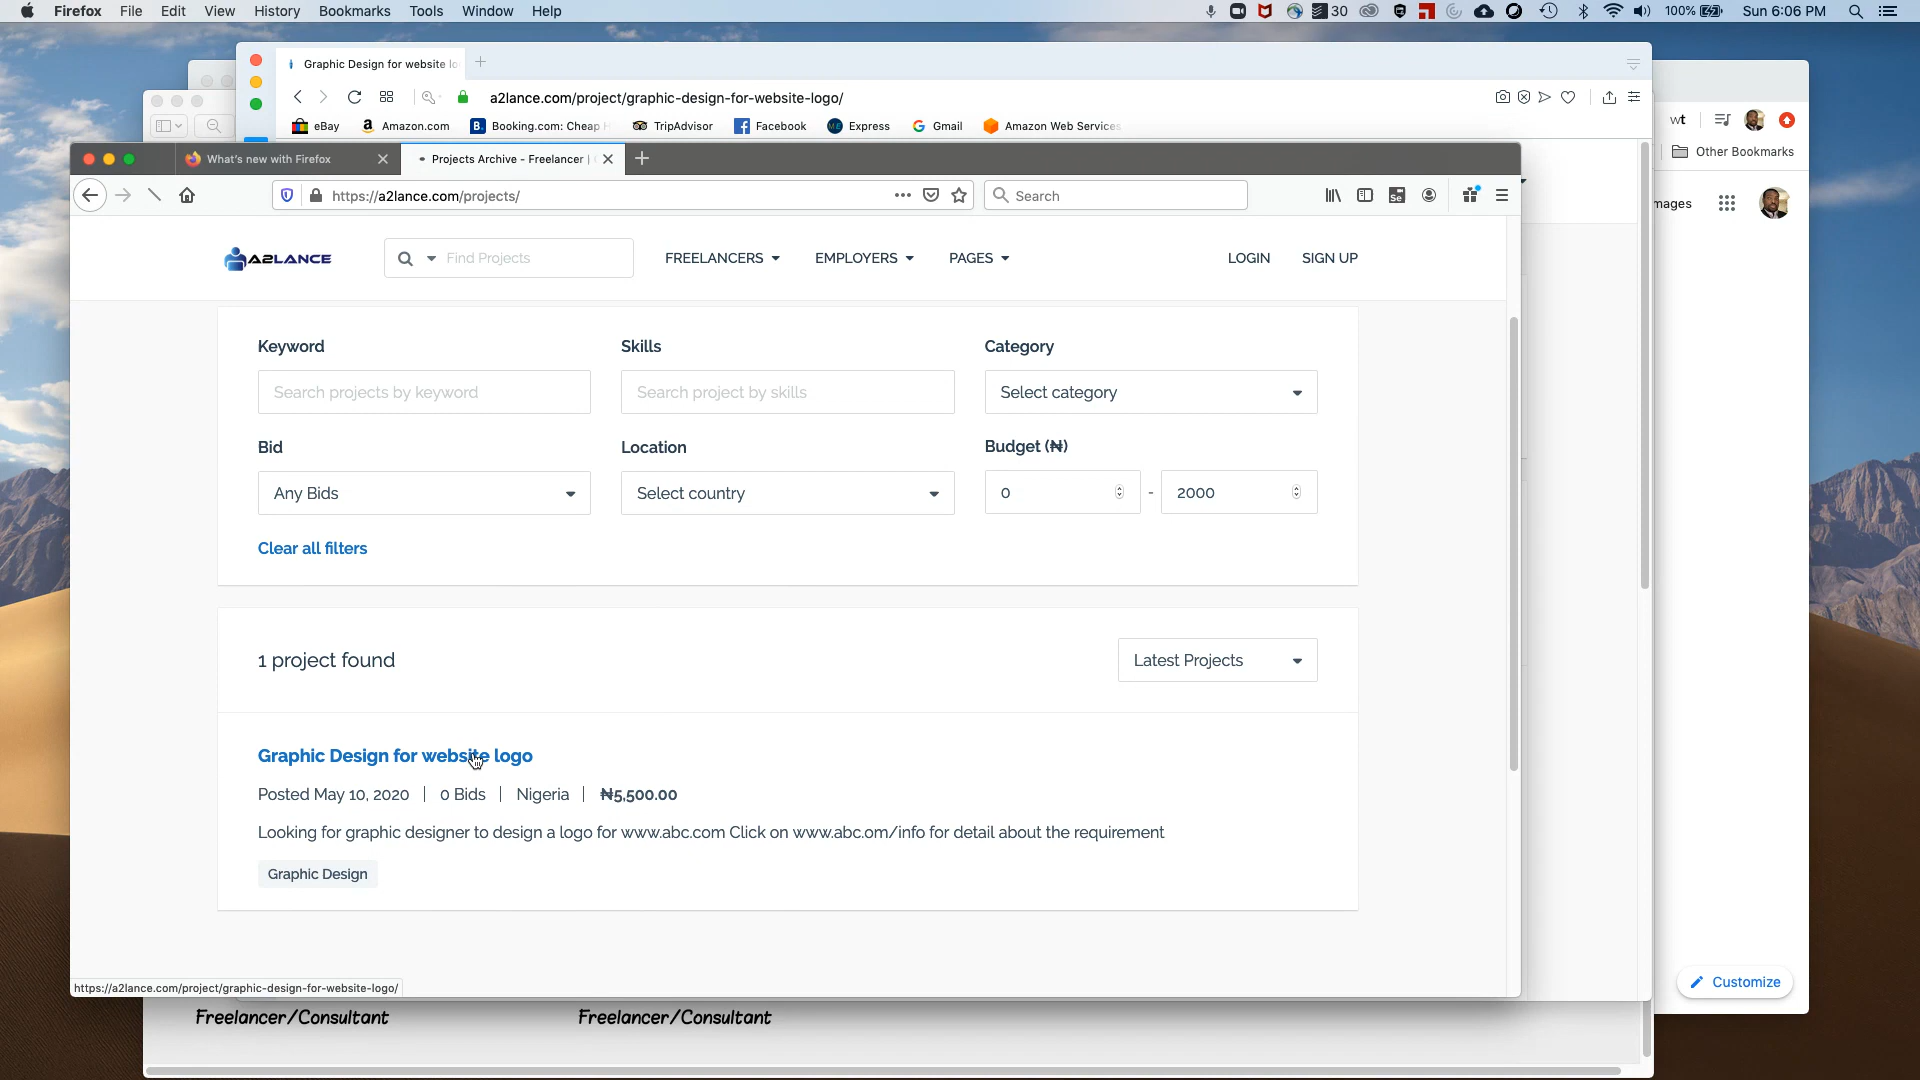 Firefox File Edit View History Bookmarks Tools Window Help
30 100% Sun 6:06 PM
Graphic Design for website lo
a2lance.com/project/graphic-design-for-website-logo/
eBay Amazon.com Booking.com: Cheap TripAdvisor Facebook Express Gmail Amazon Web Services
wt
Other Bookmarks
mages
What's new with Firefox
Projects Archive - Freelancer |
https://a2lance.com/projects/
Search
A2LANCE
Find Projects
FREELANCERS EMPLOYERS PAGES LOGIN SIGN UP
Keyword Skills Category
Search projects by keyword Search project by skills Select category
Bid Location Budget (₦)
Any Bids Select country 0 - 2000
Clear all filters
1 project found
Latest Projects
Graphic Design for website logo
Posted May 10, 2020 | 0 Bids | Nigeria | ₦5,500.00
Looking for graphic designer to design a logo for www.abc.com Click on www.abc.om/info for detail about the requirement
Graphic Design
Customize
https://a2lance.com/project/graphic-design-for-website-logo/
Freelancer/Consultant Freelancer/Consultant